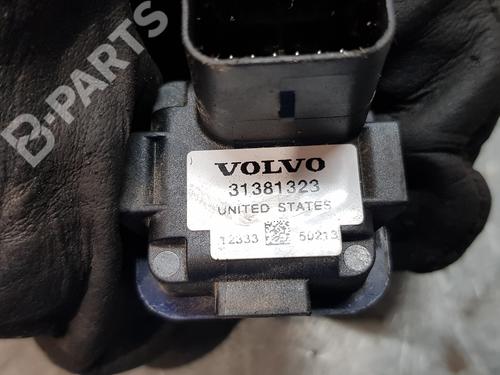 B-PARTS
VOLVO
31381323
UNITED STATES
12333 50213